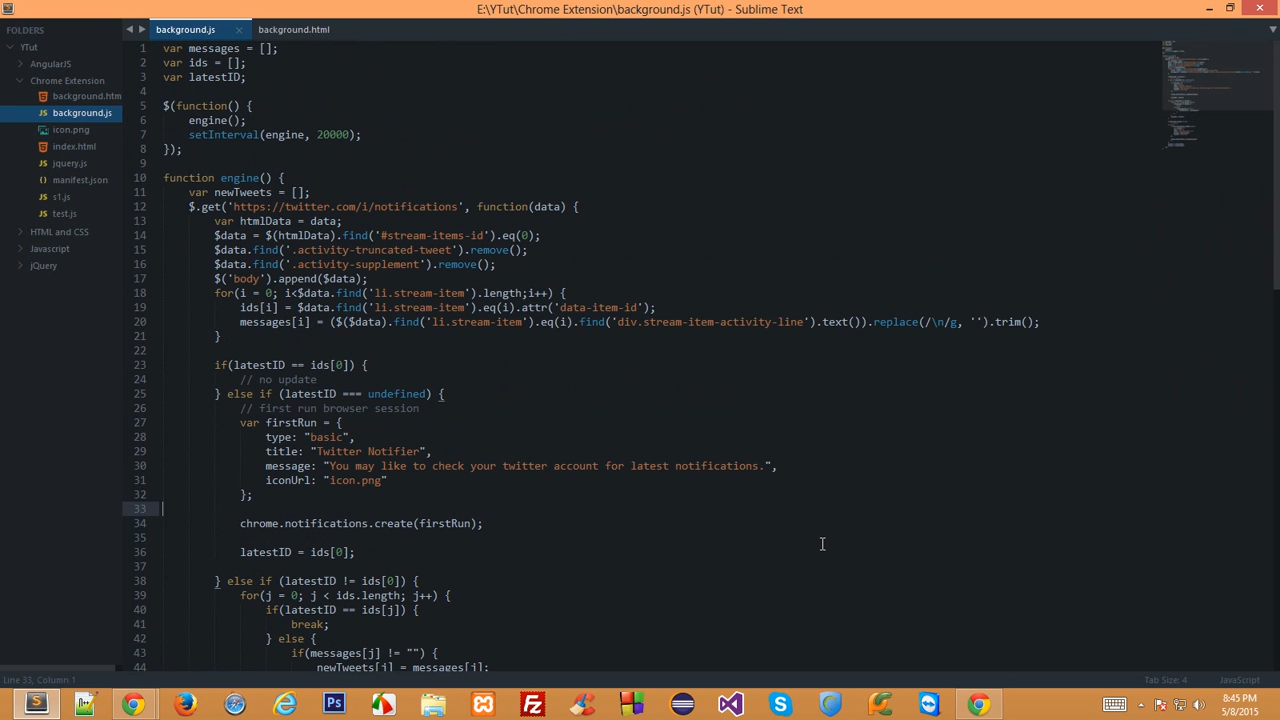 E:\YTut\Chrome Extension\background.js (YTut) - Sublime Text
FOLDERS
YTut
AngularJS
Chrome Extension
background.htm
background.js
icon.png
index.html
jquery.js
manifest.json
s1.js
test.js
HTML and CSS
Javascript
jQuery
background.js
background.html
1 var messages = [];
2 var ids = [];
3 var latestID;
4
5 $(function() {
6 engine();
7 setInterval(engine, 20000);
8 });
9
10 function engine() {
11 var newTweets = [];
12 $.get('https://twitter.com/i/notifications', function(data) {
13 var htmlData = data;
14 $data = $(htmlData).find('#stream-items-id').eq(0);
15 $data.find('.activity-truncated-tweet').remove();
16 $data.find('.activity-supplement').remove();
17 $('body').append($data);
18 for(i = 0; i<$data.find('li.stream-item').length;i++) {
19 ids[i] = $data.find('li.stream-item').eq(i).attr('data-item-id');
20 messages[i] = ($($data).find('li.stream-item').eq(i).find('div.stream-item-activity-line').text()).replace(/\n/g, '').trim();
21 }
22
23 if(latestID == ids[0]) {
24 // no update
25 } else if (latestID === undefined) {
26 // first run browser session
27 var firstRun = {
28 type: "basic",
29 title: "Twitter Notifier",
30 message: "You may like to check your twitter account for latest notifications.",
31 iconUrl: "icon.png"
32 };
33
34 chrome.notifications.create(firstRun);
35
36 latestID = ids[0];
37
38 } else if (latestID != ids[0]) {
39 for(j = 0; j < ids.length; j++) {
40 if(latestID == ids[j]) {
41 break;
42 } else {
43 if(messages[j] != "") {
44 newTweets[j] = messages[j];
Line 33, Column 1
Tab Size: 4
JavaScript
8:45 PM
5/8/2015